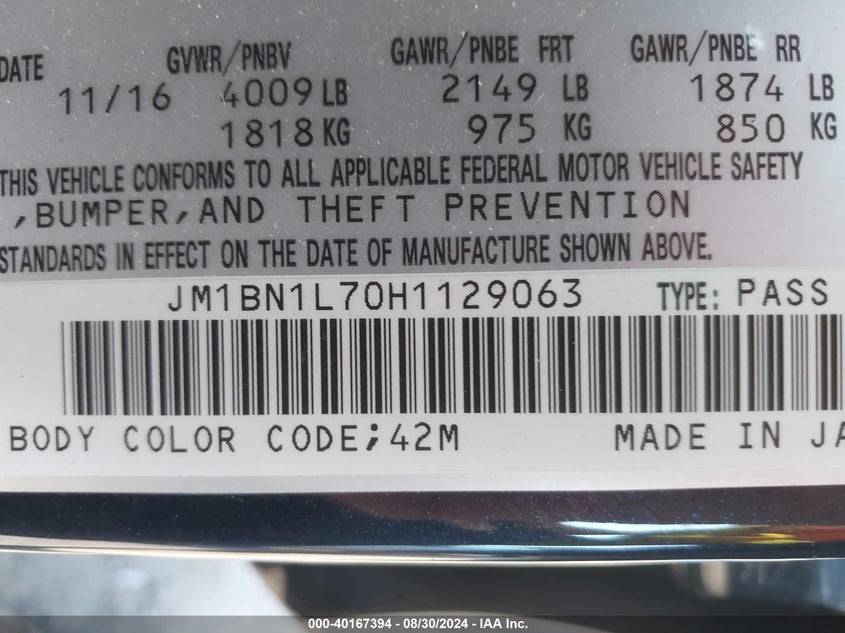 DATE GVWR/PNBV GAWR/PNBE FRT GAWR/PNBE RR
11/16 4009 LB 2149 LB 1874 LB
1818 KG 975 KG 850 KG
THIS VEHICLE CONFORMS TO ALL APPLICABLE FEDERAL MOTOR VEHICLE SAFETY
,BUMPER,AND THEFT PREVENTION
STANDARDS IN EFFECT ON THE DATE OF MANUFACTURE SHOWN ABOVE.
JM1BN1L70H1129063 TYPE: PASS
BODY COLOR CODE;42M MADE IN JA
000-40167394 - 08/30/2024 - IAA Inc.